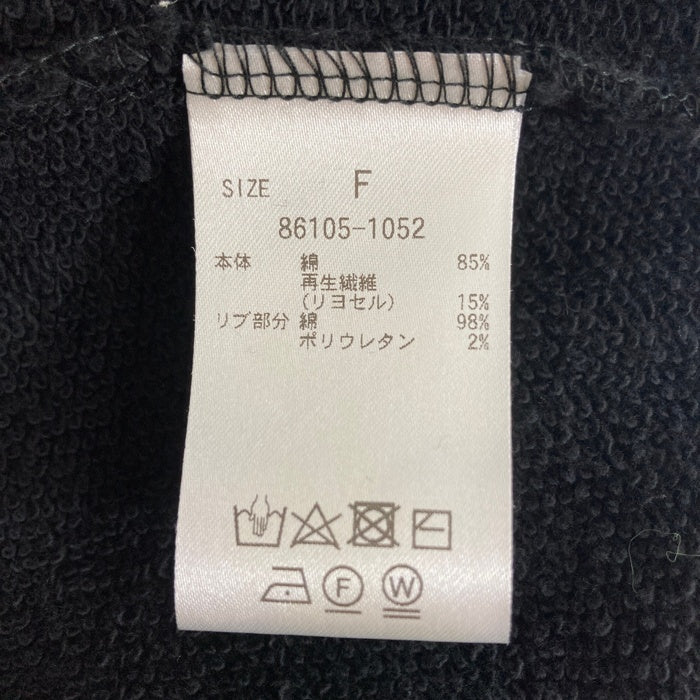 SIZE F
86105-1052
本体 綿 85%
再生繊維
(リヨセル) 15%
リブ部分 綿 98%
ポリウレタン 2%
F W